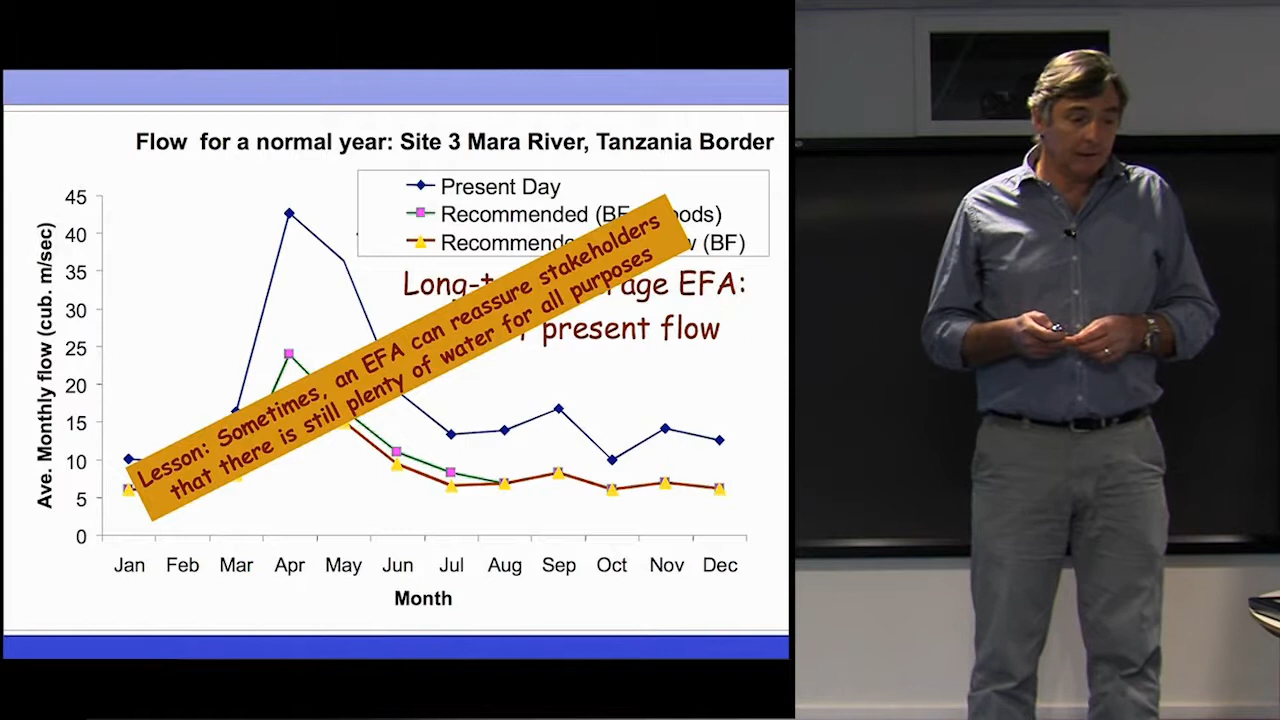 Flow for a normal year: Site 3 Mara River, Tanzania Border
Present Day
Recommended (BF
Recommende (BF)
Long- EFA:
present flow
Lesson: Sometimes, an EFA can reassure stakeholders
that there is still plenty of water for all purposes
Ave. Monthly flow (cub. m/sec)
45
40
35
30
25
20
15
10
5
0
Jan Feb Mar Apr May Jun Jul Aug Sep Oct Nov Dec
Month